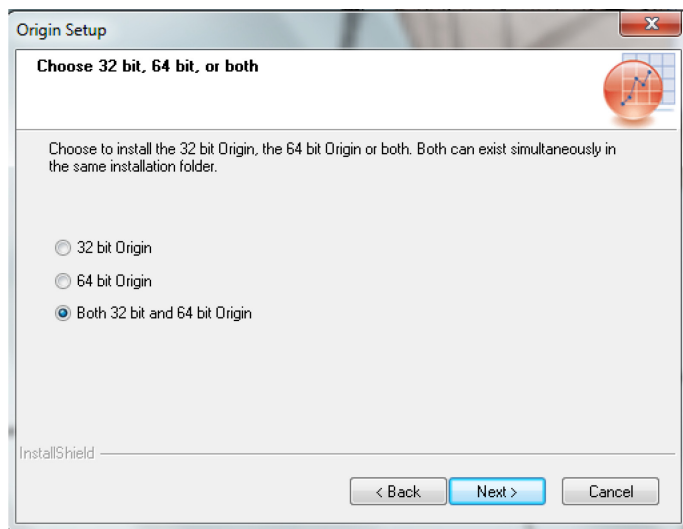 Origin Setup
Choose 32 bit, 64 bit, or both
Choose to install the 32 bit Origin, the 64 bit Origin or both. Both can exist simultaneously in
the same installation folder.
32 bit Origin
64 bit Origin
Both 32 bit and 64 bit Origin
InstallShield
< Back
Next >
Cancel